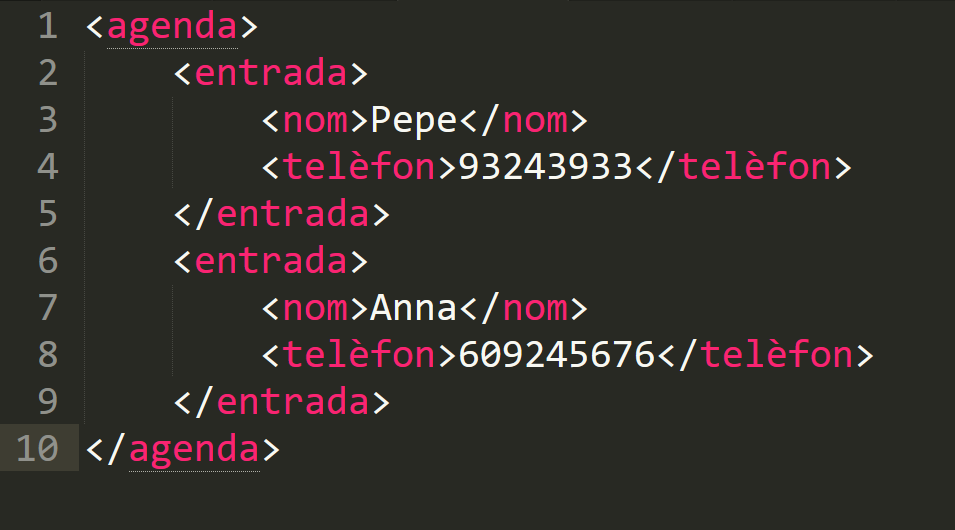 1 <agenda>
2 <entrada>
3 <nom>Pepe</nom>
4 <telèfon>93243933</telèfon>
5 </entrada>
6 <entrada>
7 <nom>Anna</nom>
8 <telèfon>609245676</telèfon>
9 </entrada>
10 </agenda>